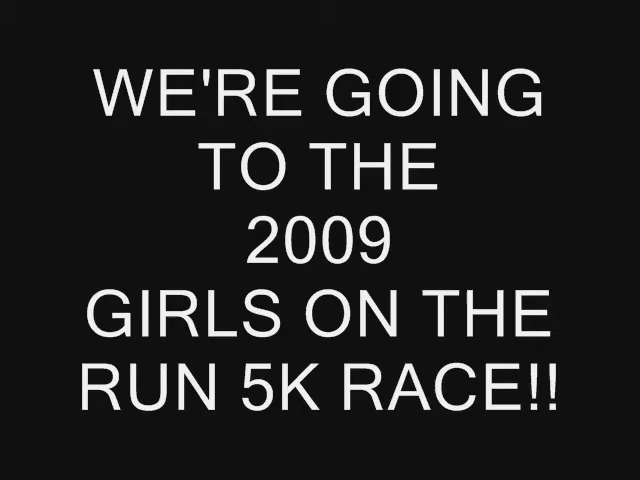 WE'RE GOING
TO THE
2009
GIRLS ON THE
RUN 5K RACE!!